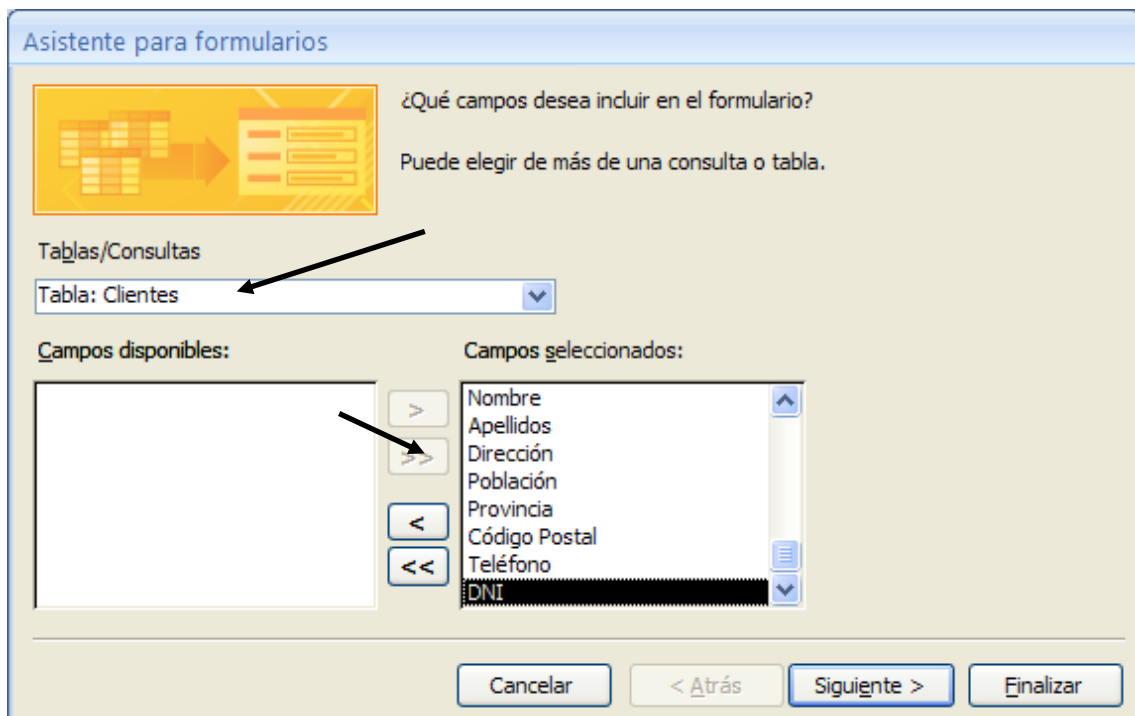 Asistente para formularios
¿Qué campos desea incluir en el formulario?
Puede elegir de más de una consulta o tabla.
Tablas/Consultas
Tabla: Clientes
Campos disponibles:
Campos seleccionados:
>
>>
<
<<
Nombre
Apellidos
Dirección
Población
Provincia
Código Postal
Teléfono
DNI
Cancelar
< Atrás
Siguiente >
Finalizar